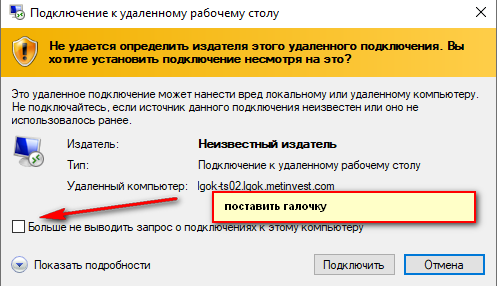 Подключение к удаленному рабочему столу
Не удается определить издателя этого удаленного подключения. Вы
хотите установить подключение несмотря на это?
Это удаленное подключение может нанести вред локальному или удаленному компьютеру.
Не подключайтесь, если источник данного подключения неизвестен или оно не
использовалось ранее.
Издатель: Неизвестный издатель
Тип: Подключение к удаленному рабочему столу
Удаленный компьютер: lgok-ts02.lgok.metinvest.com
поставить галочку
Больше не выводить запрос о подключениях к этому компьютеру
Показать подробности Подключить Отмена